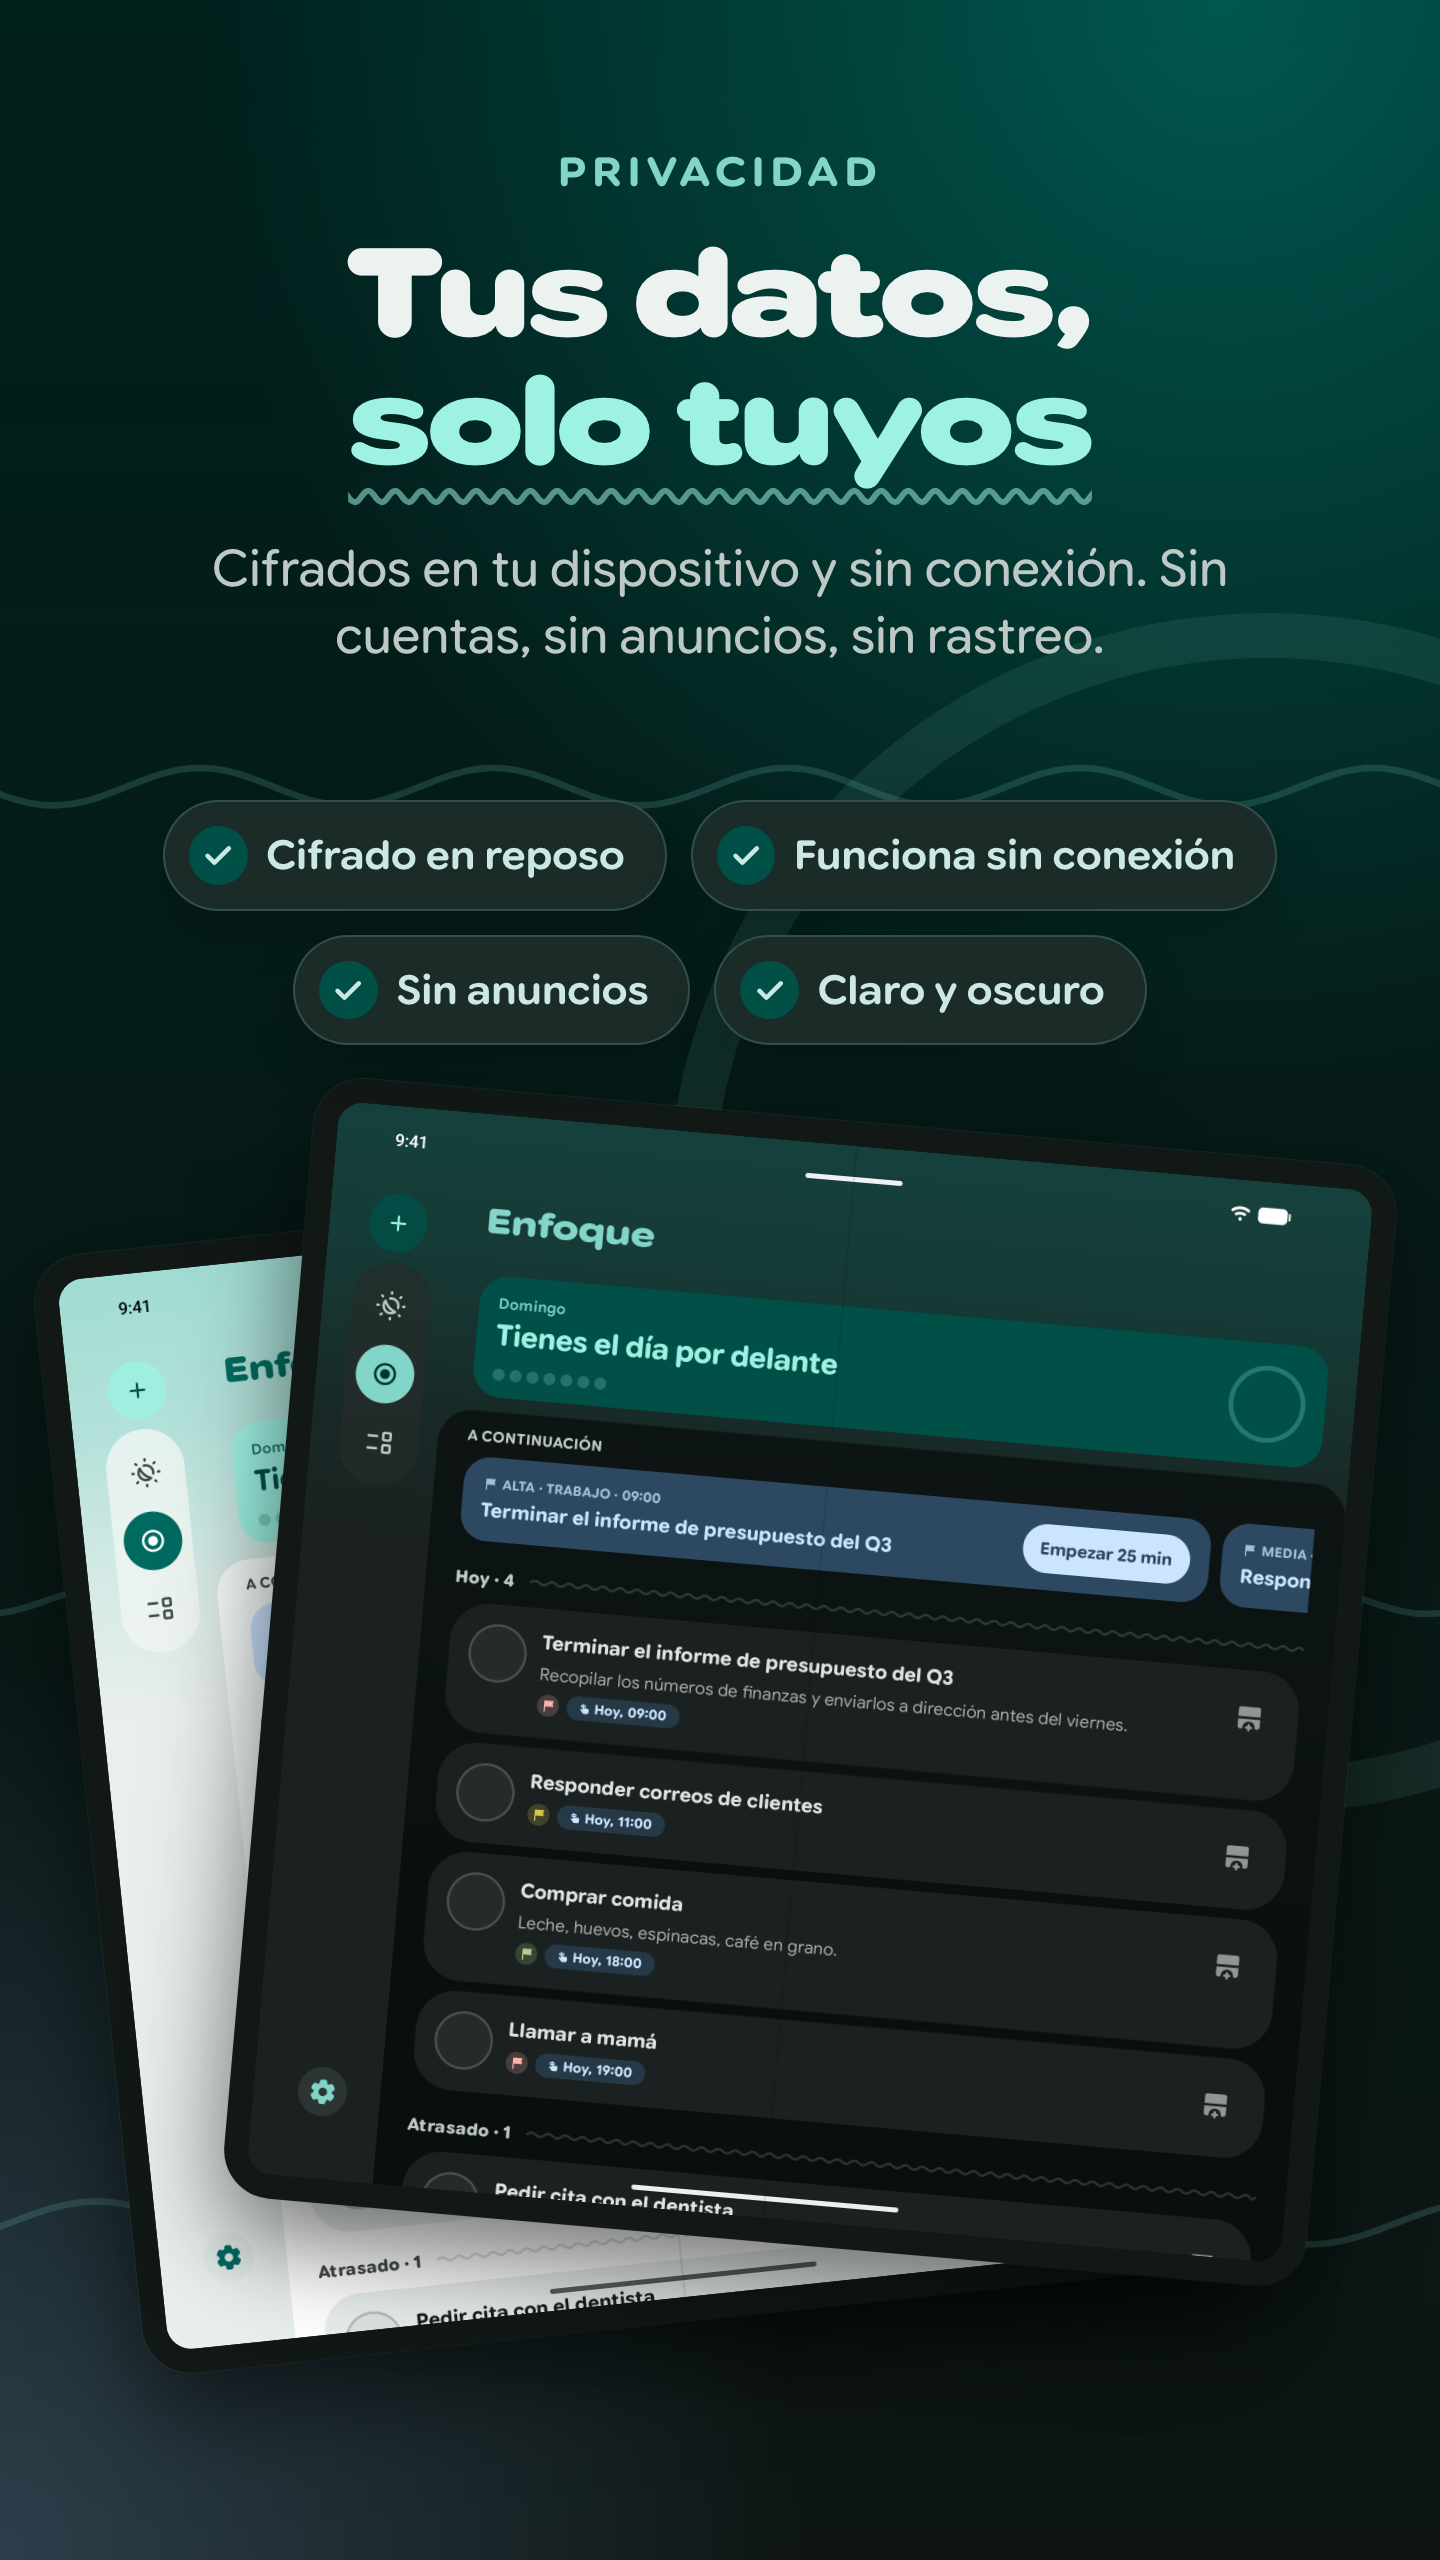 PRIVACIDAD
Tus datos,
solo tuyos
Cifrados en tu dispositivo y sin conexión. Sin
cuentas, sin anuncios, sin rastreo.
Cifrado en reposo
Funciona sin conexión
Sin anuncios
Claro y oscuro
9:41
Enfoque
Domingo
Tienes el día por delante
A CONTINUACIÓN
ALTA · TRABAJO · 09:00
Terminar el informe de presupuesto del Q3
Empezar 25 min
MEDIA ·
Respon
Hoy · 4
Terminar el informe de presupuesto del Q3
Recopilar los números de finanzas y enviarlos a dirección antes del viernes.
Hoy, 09:00
Responder correos de clientes
Hoy, 11:00
Comprar comida
Leche, huevos, espinacas, café en grano.
Hoy, 18:00
Llamar a mamá
Hoy, 19:00
Atrasado · 1
Pedir cita con el dentista
9:41
Enf
Dom
Ti
A CO
Atrasado · 1
Pedir cita con el dentista